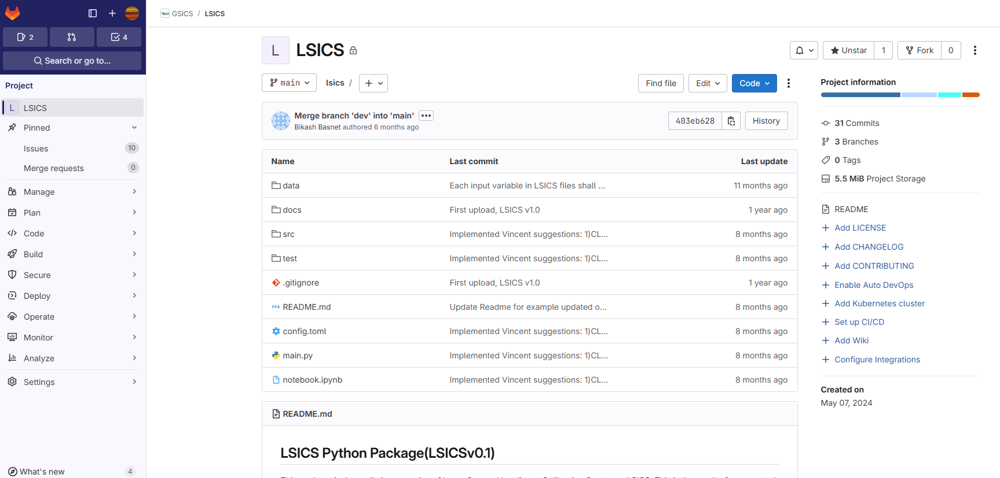 GSICS / LSICS
2
4
Search or go to...
Project
L LSICS
Pinned
Issues 10
Merge requests 0
Manage
Plan
Code
Build
Secure
Deploy
Operate
Monitor
Analyze
Settings
What's new 4
L LSICS
Unstar 1
Fork 0
main
lsics /
Find file
Edit
Code
Merge branch 'dev' into 'main'
Bikash Basnet authored 6 months ago
403eb628
History
Name Last commit Last update
data Each input variable in LSICS files shall ... 11 months ago
docs First upload, LSICS v1.0 1 year ago
src Implemented Vincent suggestions: 1)CL... 8 months ago
test Implemented Vincent suggestions: 1)CL... 8 months ago
.gitignore First upload, LSICS v1.0 1 year ago
README.md Update Readme for example updated o... 8 months ago
config.toml Implemented Vincent suggestions: 1)CL... 8 months ago
main.py Implemented Vincent suggestions: 1)CL... 8 months ago
notebook.ipynb Implemented Vincent suggestions: 1)CL... 8 months ago
README.md
LSICS Python Package(LSICSv0.1)
Project information
31 Commits
3 Branches
0 Tags
5.5 MiB Project Storage
README
Add LICENSE
Add CHANGELOG
Add CONTRIBUTING
Enable Auto DevOps
Add Kubernetes cluster
Set up CI/CD
Add Wiki
Configure Integrations
Created on
May 07, 2024